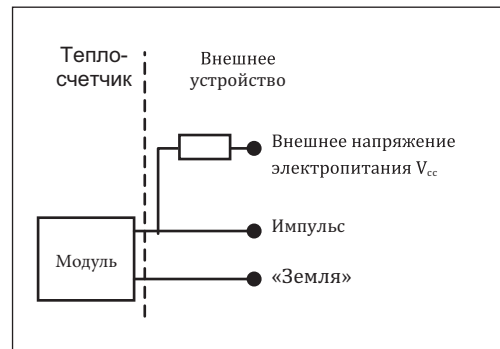 Тепло-
счетчик
Внешнее
устройство
Внешнее напряжение
электропитания Vcc
Импульс
Модуль
«Земля»